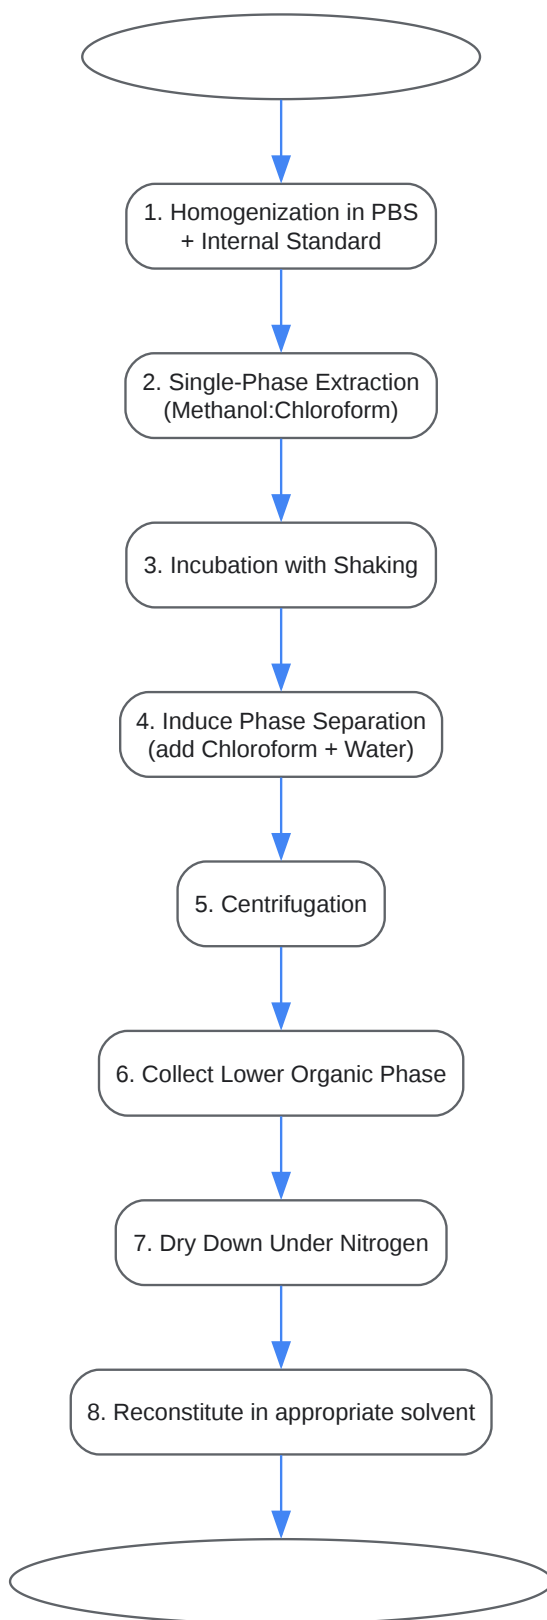 1. Homogenization in PBS
+ Internal Standard
2. Single-Phase Extraction
(Methanol:Chloroform)
3. Incubation with Shaking
4. Induce Phase Separation
(add Chloroform + Water)
5. Centrifugation
6. Collect Lower Organic Phase
7. Dry Down Under Nitrogen
8. Reconstitute in appropriate solvent